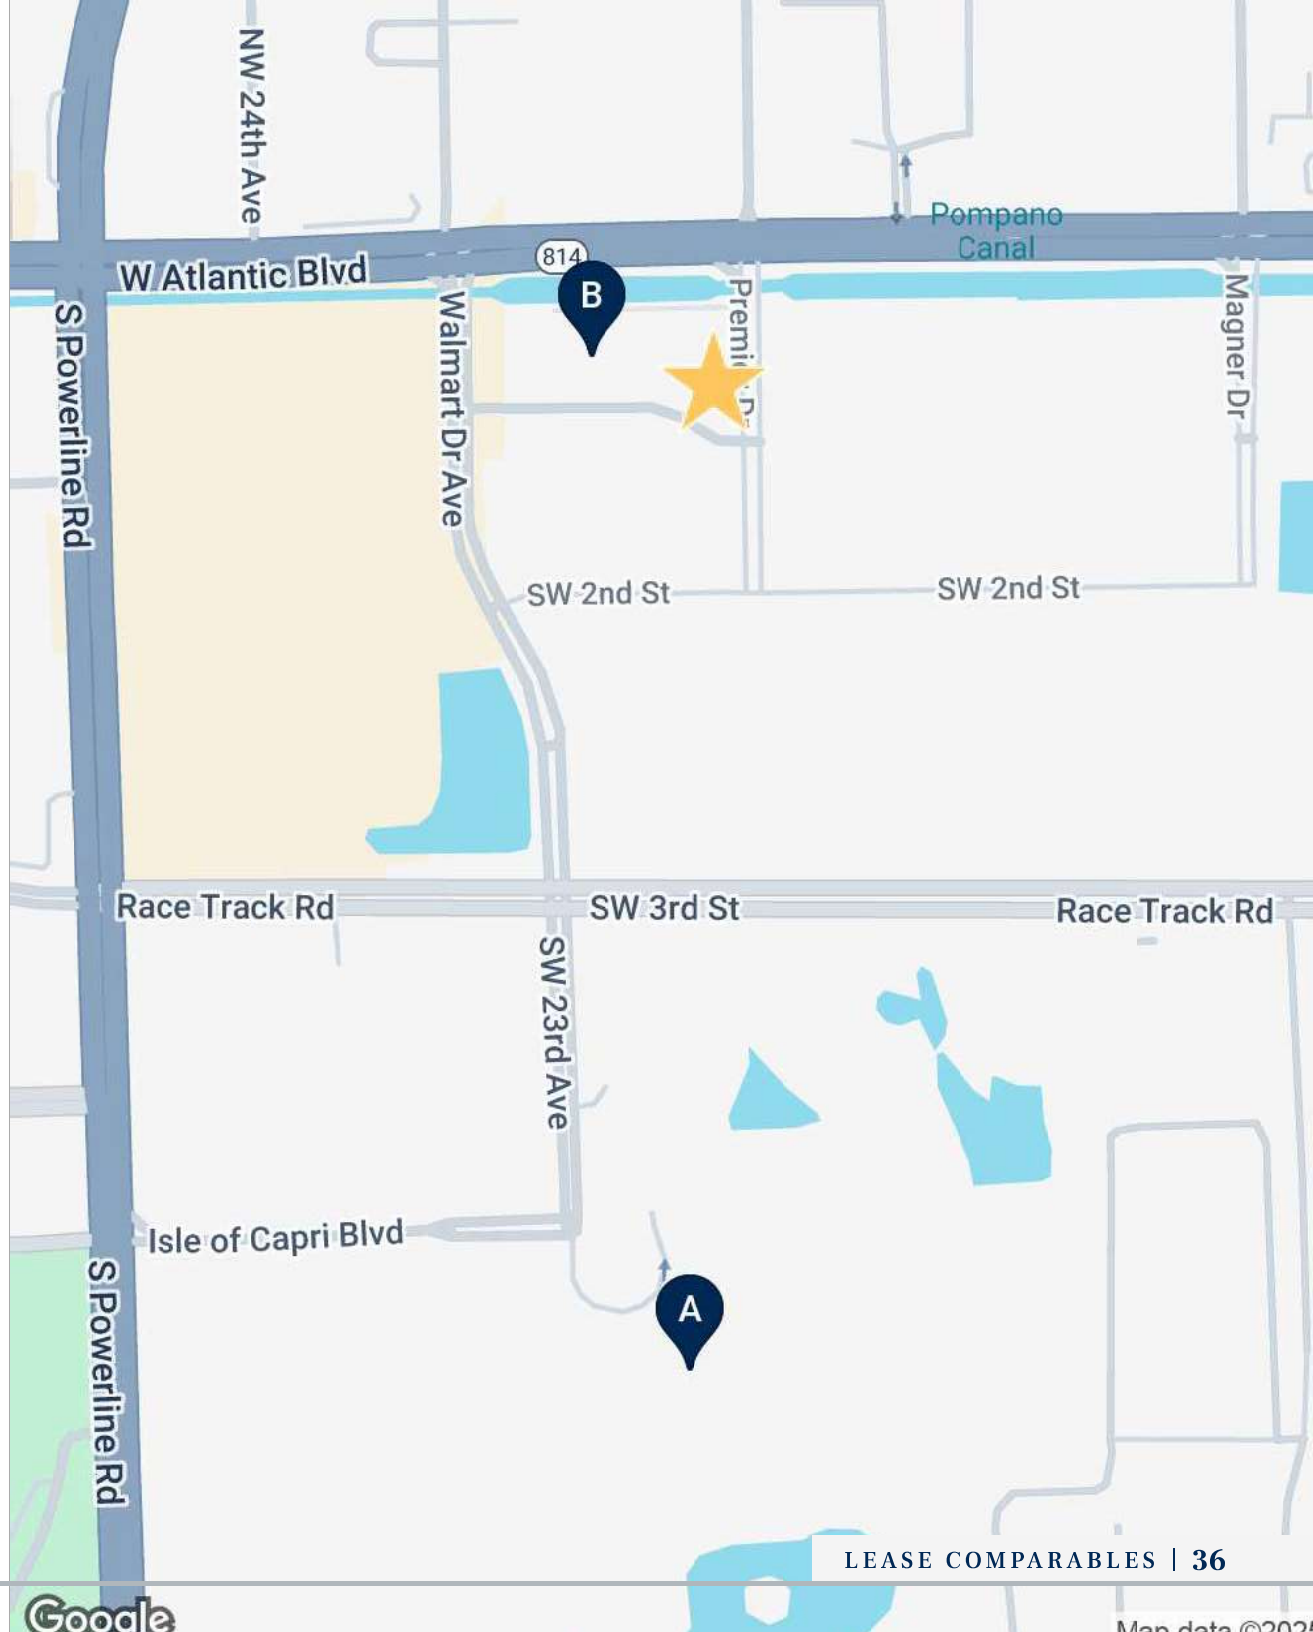 NW 24th Ave
Pompano
Canal
814
W Atlantic Blvd
B
S Powerline Rd
Walmart Dr Ave
Magner Dr
SW 2nd St
SW 2nd St
Race Track Rd
SW 3rd St
Race Track Rd
SW 23rd Ave
Isle of Capri Blvd
S Powerline Rd
A
LEASE COMPARABLES | 36
Google
Map data